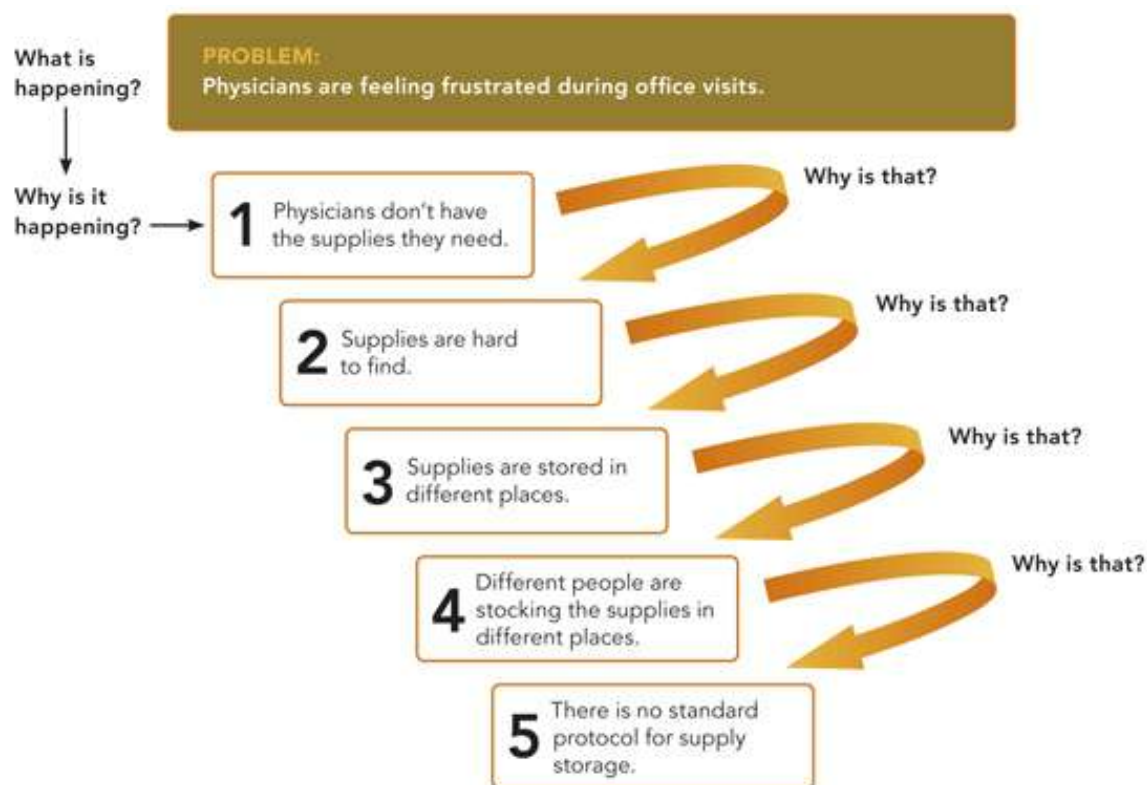 What is
happening?
PROBLEM:
Physicians are feeling frustrated during office visits.
Why is it
happening?
1 Physicians don't have
the supplies they need.
Why is that?
2 Supplies are hard
to find.
Why is that?
3 Supplies are stored in
different places.
Why is that?
4 Different people are
stocking the supplies in
different places.
Why is that?
5 There is no standard
protocol for supply
storage.